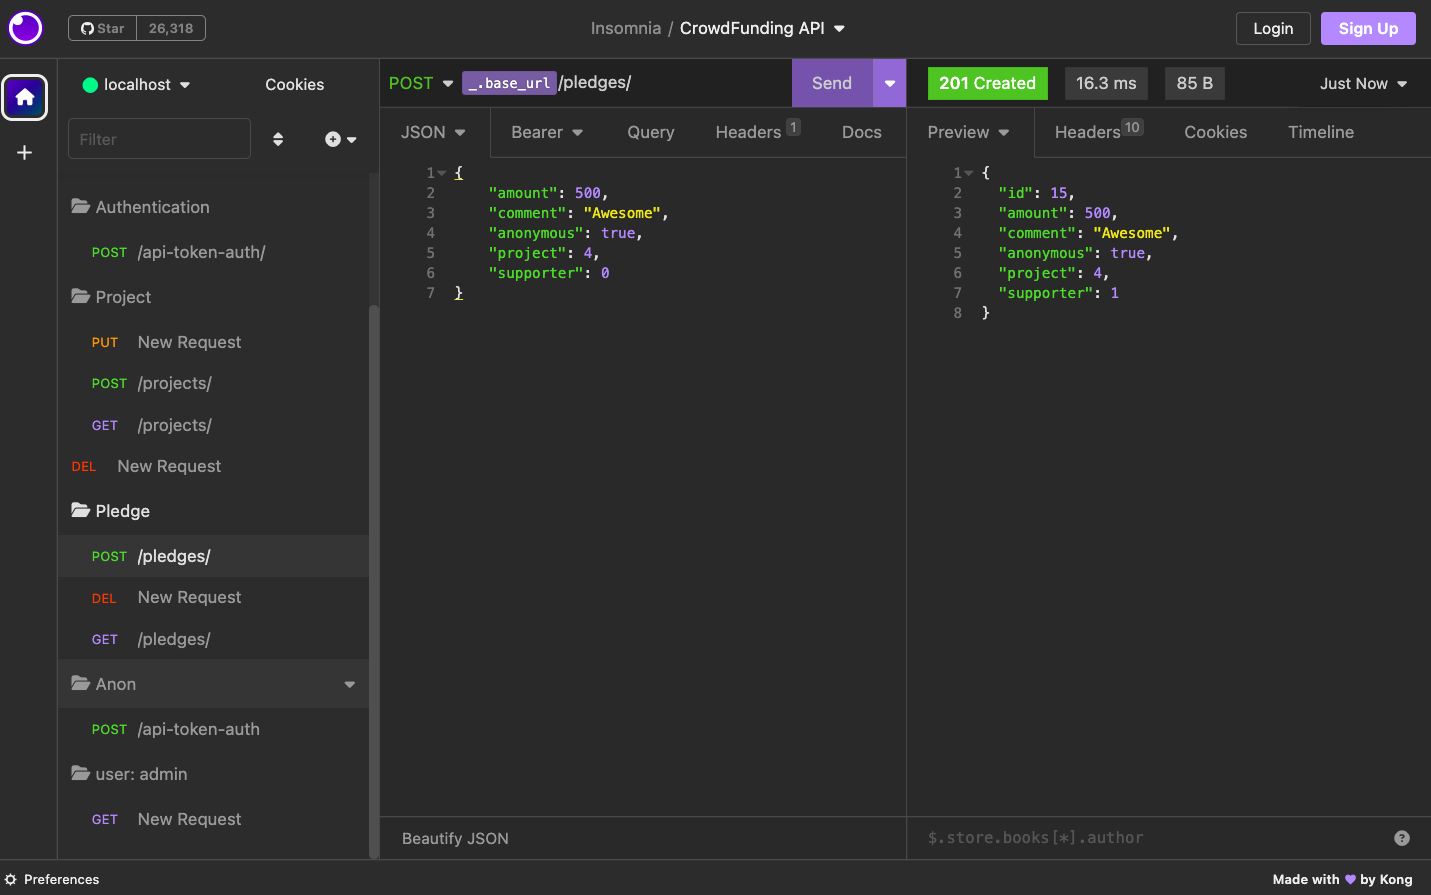 Star 26,318
Insomnia / CrowdFunding API
Login
Sign Up
localhost
Cookies
Filter
Authentication
POST /api-token-auth/
Project
PUT New Request
POST /projects/
GET /projects/
DEL New Request
Pledge
POST /pledges/
DEL New Request
GET /pledges/
Anon
POST /api-token-auth
user: admin
GET New Request
POST _.base_url/pledges/
Send
JSON Bearer Query Headers 1 Docs
1 {
2 "amount": 500,
3 "comment": "Awesome",
4 "anonymous": true,
5 "project": 4,
6 "supporter": 0
7 }
Beautify JSON
201 Created 16.3 ms 85 B Just Now
Preview Headers 10 Cookies Timeline
1 {
2 "id": 15,
3 "amount": 500,
4 "comment": "Awesome",
5 "anonymous": true,
6 "project": 4,
7 "supporter": 1
8 }
$.store.books[*].author
Preferences
Made with 💜 by Kong